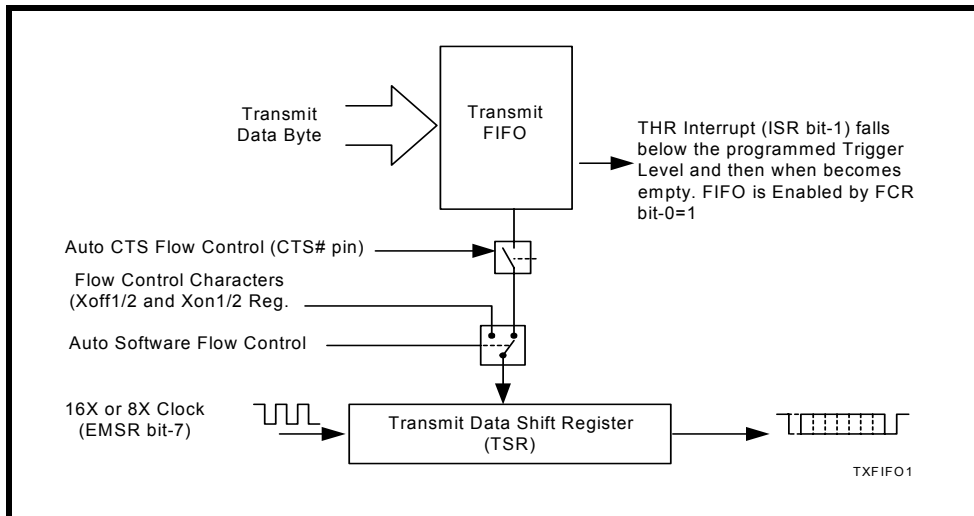 Transmit
FIFO
Transmit
Data Byte
THR Interrupt (ISR bit-1) falls
below the programmed Trigger
Level and then when becomes
empty. FIFO is Enabled by FCR
bit-0=1
Auto CTS Flow Control (CTS# pin)
Flow Control Characters
(Xoff1/2 and Xon1/2 Reg.
Auto Software Flow Control
16X or 8X Clock
(EMSR bit-7)
Transmit Data Shift Register
(TSR)
TXFIFO1